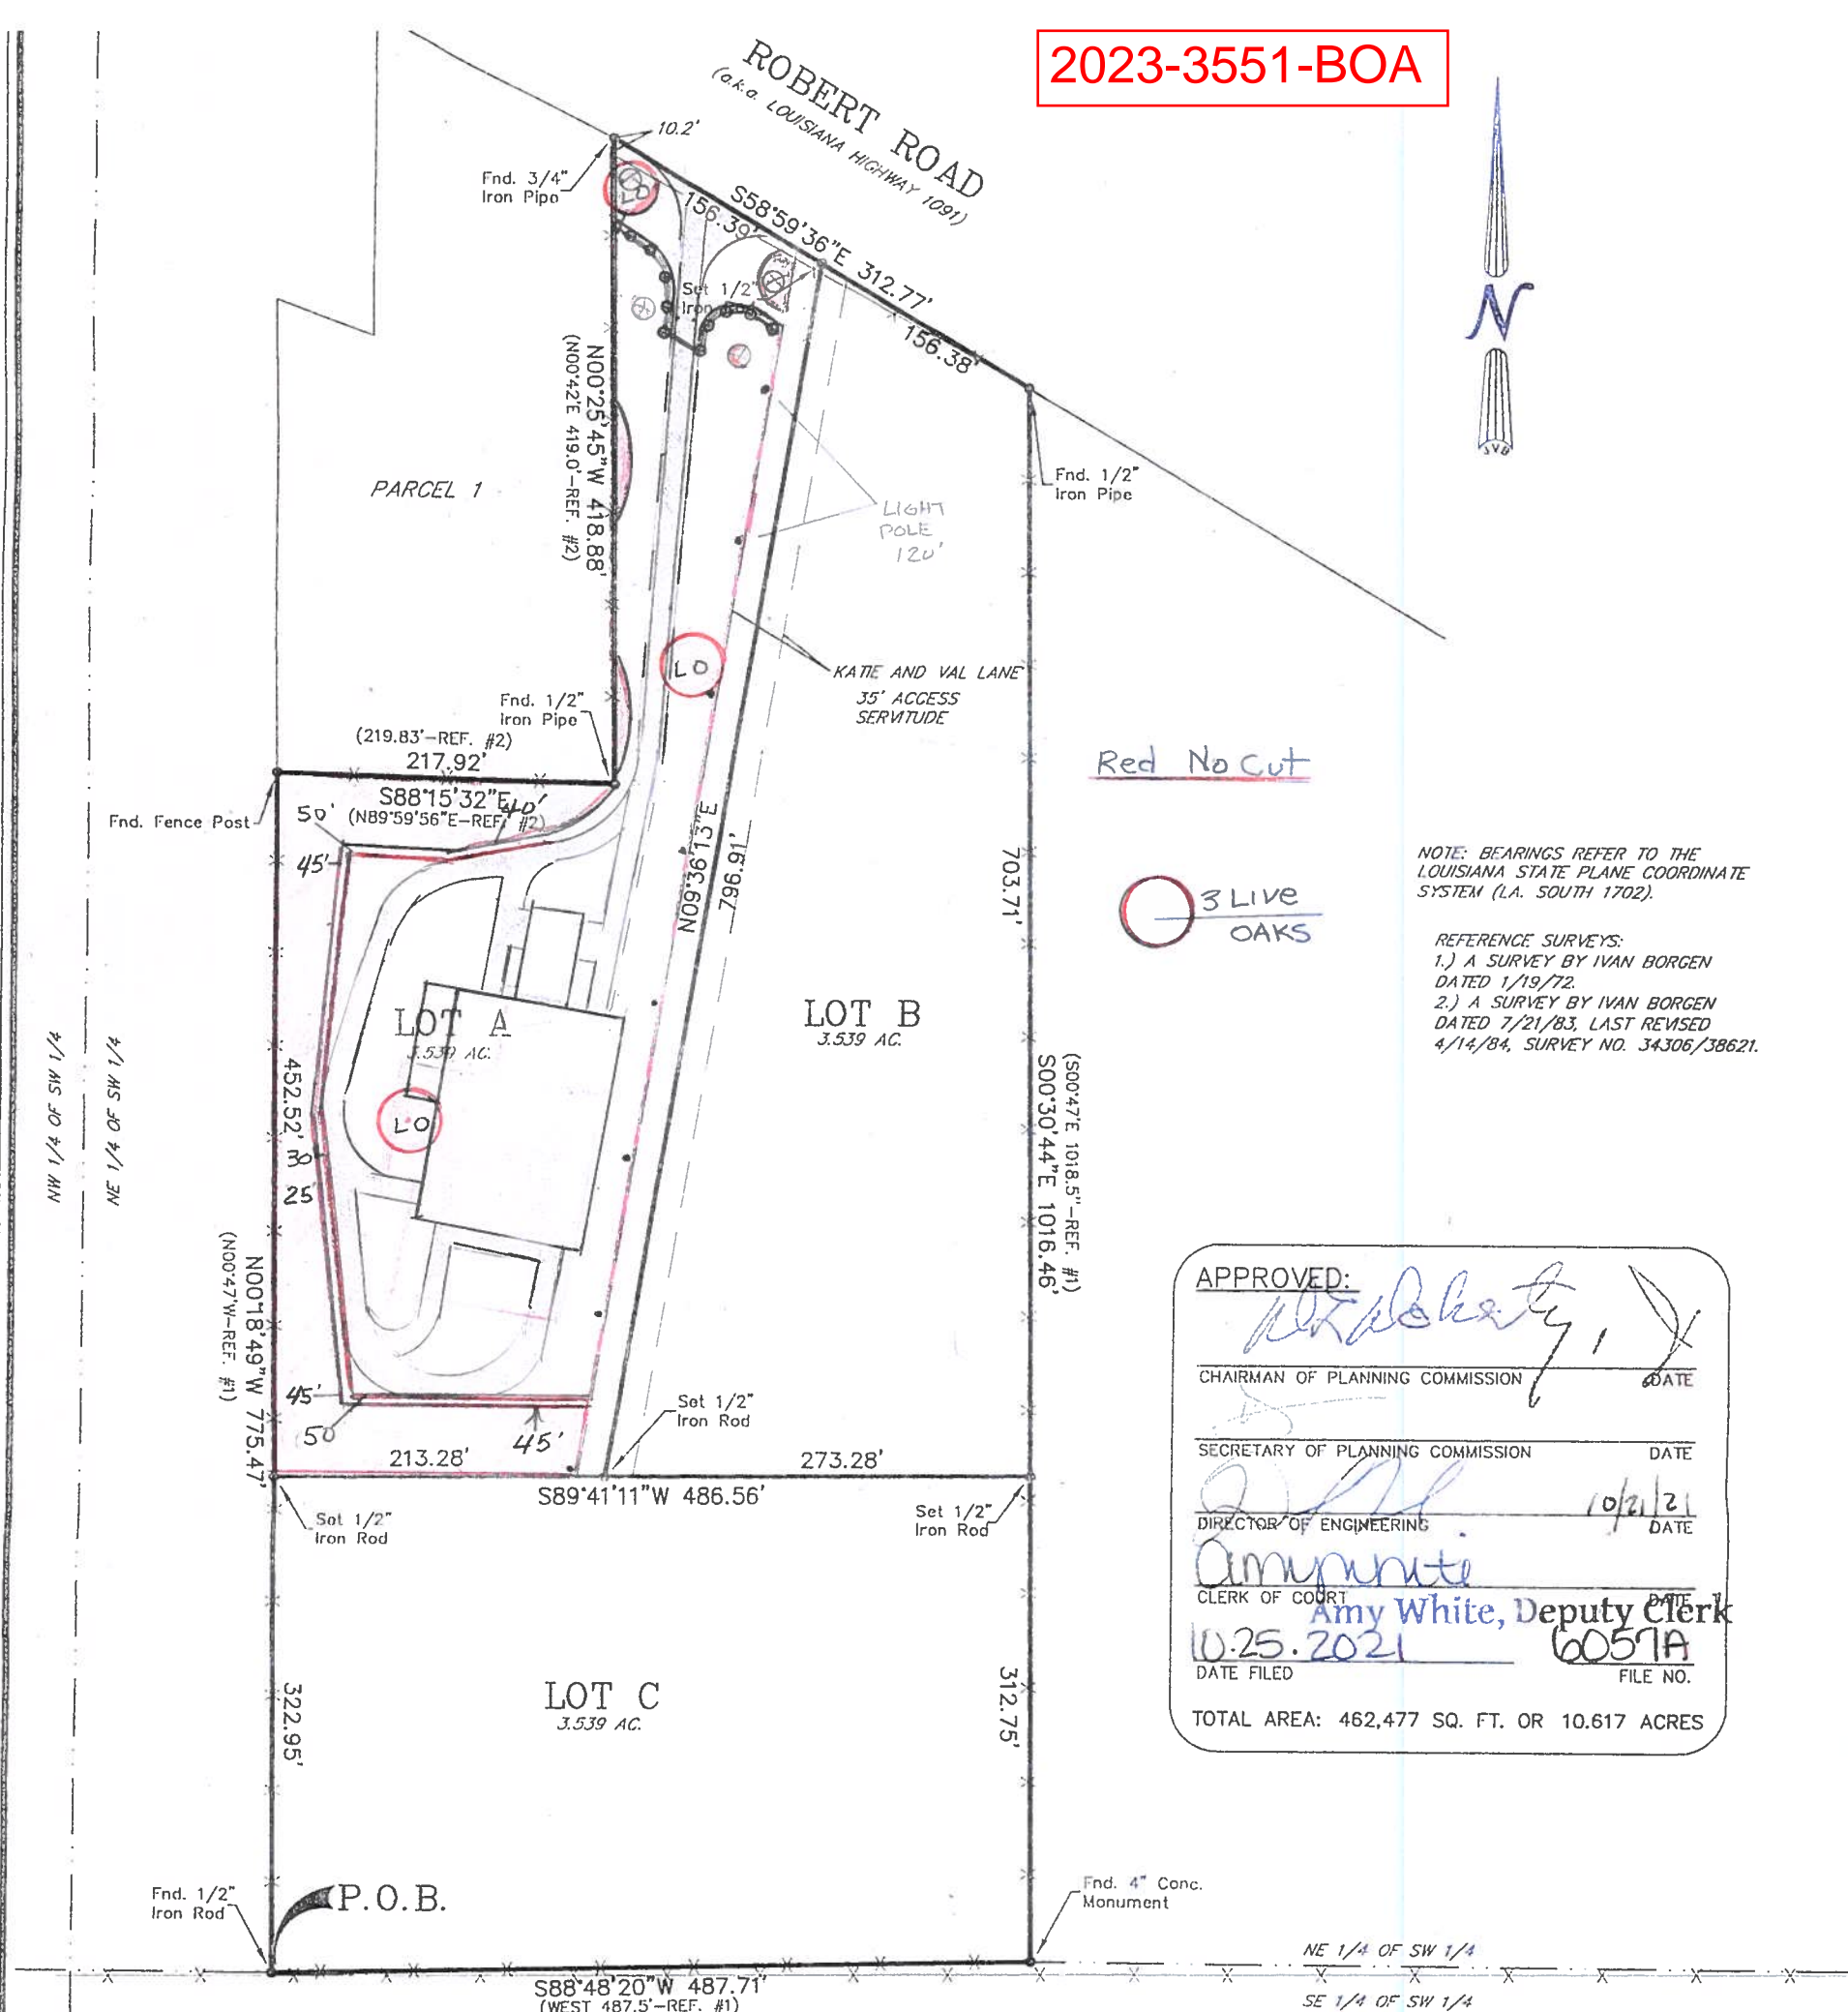 2023-3551-BOA
ROBERT ROAD
(a.k.a. LOUISIANA HIGHWAY 1091)
10.2'
Fnd. 3/4"
Iron Pipe
LO
S58°59'36"E 312.77'
156.39'
156.38'
Set 1/2"
Iron Rod
N
N00°25'45"W 418.88'
(N00°42'E 419.0'-REF. #2)
PARCEL 1
Fnd. 1/2"
Iron Pipe
LIGHT
POLE
120'
LO
KATIE AND VAL LANE
35' ACCESS
SERVITUDE
Fnd. 1/2"
Iron Pipe
(219.83'-REF. #2)
217.92'
S88°15'32"E
(N89°59'56"E-REF. #2)
40'
50'
45'
Fnd. Fence Post
Red No Cut
3 Live
OAKS
N09°36'13"E
796.91'
703.71'
NOTE: BEARINGS REFER TO THE
LOUISIANA STATE PLANE COORDINATE
SYSTEM (LA. SOUTH 1702).
REFERENCE SURVEYS:
1.) A SURVEY BY IVAN BORGEN
DATED 1/19/72.
2.) A SURVEY BY IVAN BORGEN
DATED 7/21/83, LAST REVISED
4/14/84, SURVEY NO. 34306/38621.
LOT A
3.539 AC.
LOT B
3.539 AC.
LO
NW 1/4 OF SW 1/4
NE 1/4 OF SW 1/4
452.52'
30
25'
(S00°47'E 1018.5'-REF. #1)
S00°30'44"E 1016.46'
N00°18'49"W 775.47'
(N00°47'W-REF. #1)
45'
50
45'
213.28'
Set 1/2"
Iron Rod
273.28'
S89°41'11"W 486.56'
Set 1/2"
Iron Rod
Set 1/2"
Iron Rod
APPROVED:
CHAIRMAN OF PLANNING COMMISSION DATE
SECRETARY OF PLANNING COMMISSION DATE
10/21/21
DIRECTOR OF ENGINEERING DATE
Amy White
CLERK OF COURT DATE
Amy White, Deputy Clerk
10.25.2021 6057A
DATE FILED FILE NO.
TOTAL AREA: 462,477 SQ. FT. OR 10.617 ACRES
LOT C
3.539 AC.
322.95'
312.75'
Fnd. 1/2"
Iron Rod
P.O.B.
Fnd. 4" Conc.
Monument
NE 1/4 OF SW 1/4
SE 1/4 OF SW 1/4
S88°48'20"W 487.71'
(WEST 487.5'-REF. #1)